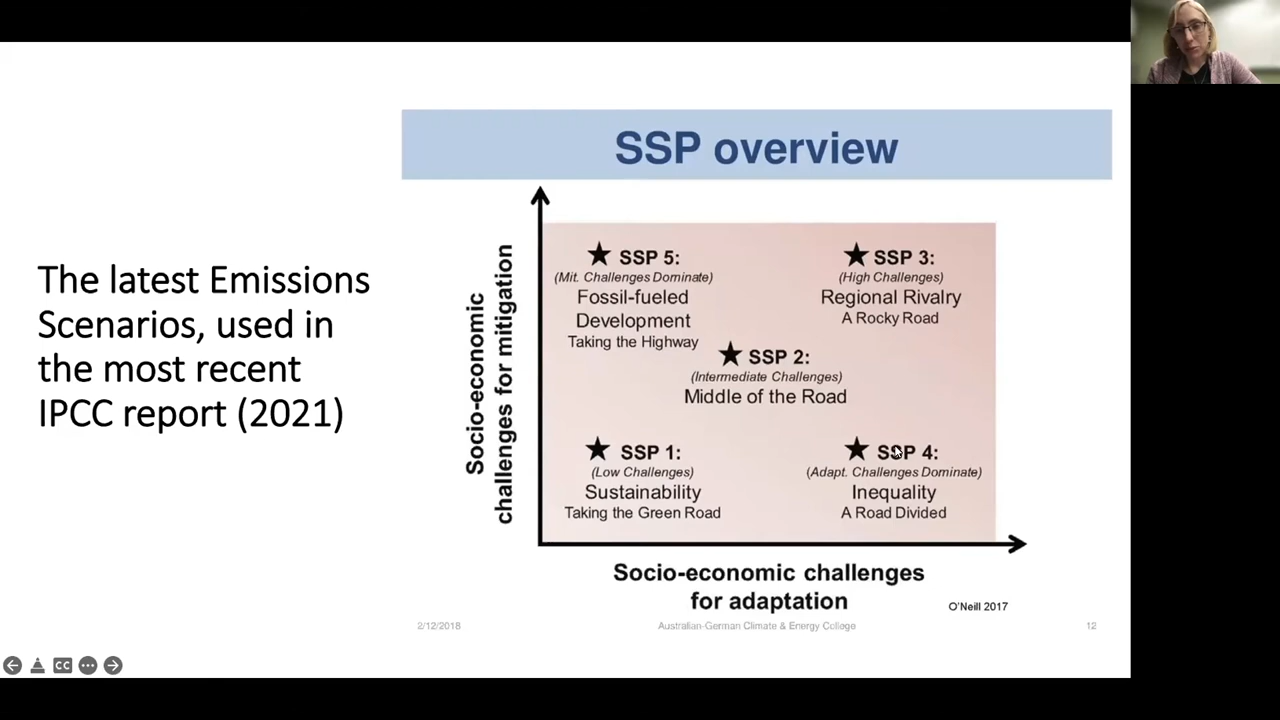 The latest Emissions
Scenarios, used in
the most recent
IPCC report (2021)
SSP overview
Socio-economic
challenges for mitigation
SSP 5:
(Mit. Challenges Dominate)
Fossil-fueled
Development
Taking the Highway
SSP 3:
(High Challenges)
Regional Rivalry
A Rocky Road
SSP 2:
(Intermediate Challenges)
Middle of the Road
SSP 1:
(Low Challenges)
Sustainability
Taking the Green Road
SSP 4:
(Adapt. Challenges Dominate)
Inequality
A Road Divided
Socio-economic challenges
for adaptation
O'Neill 2017
2/12/2018
Australian-German Climate & Energy College
12
CC